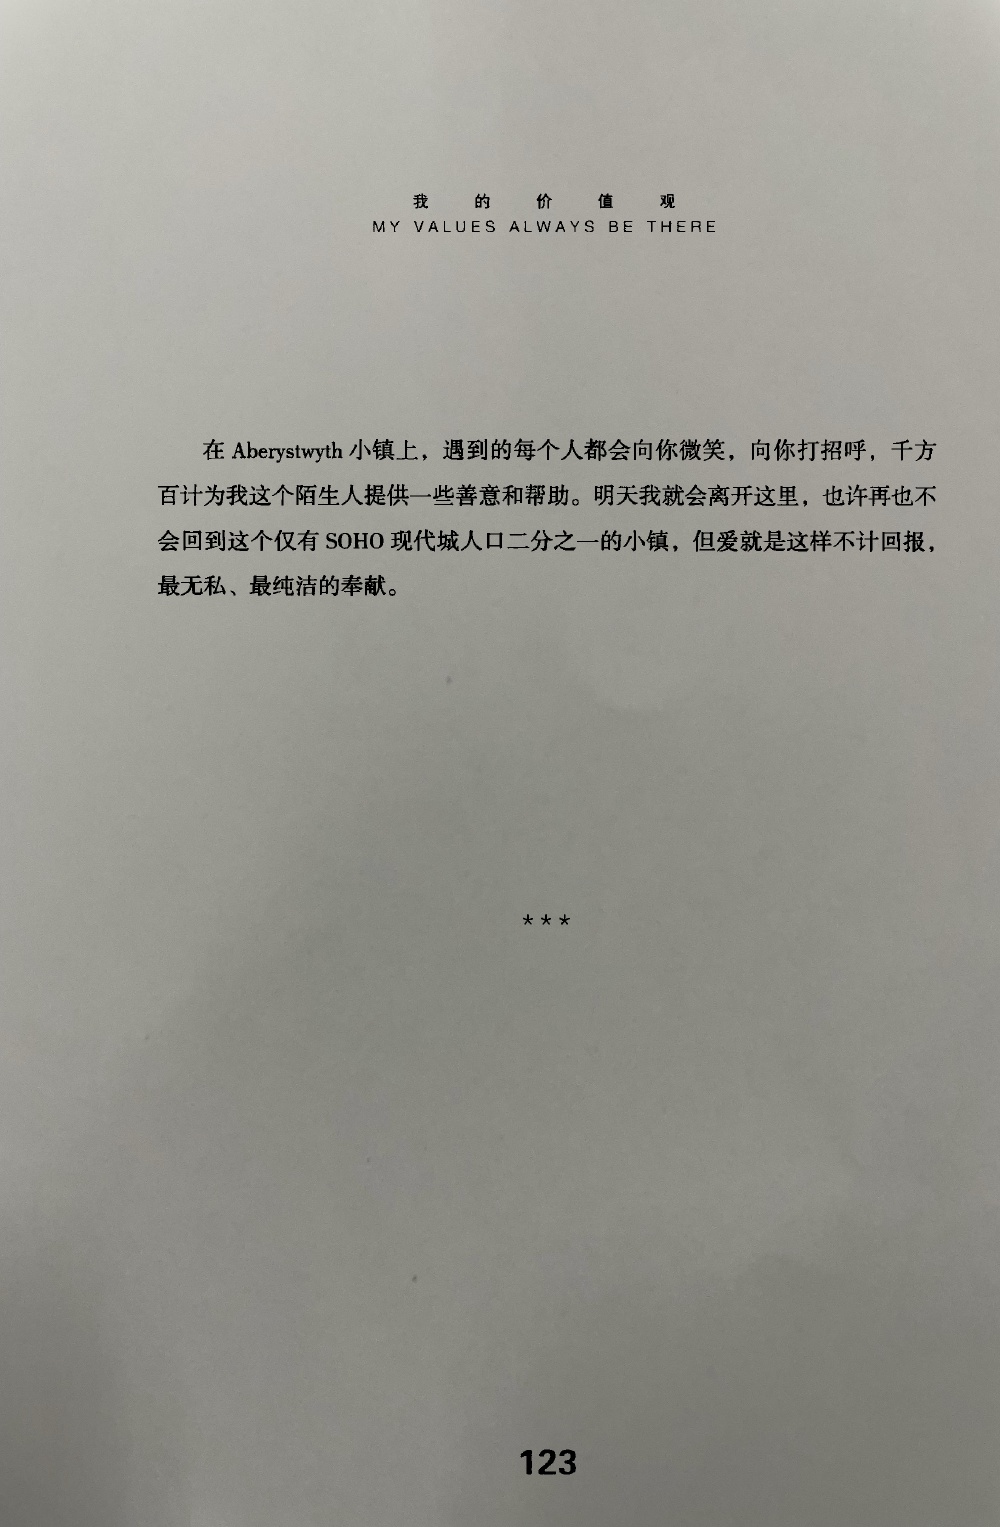 我的价值观
MY VALUES ALWAYS BE THERE
在 Aberystwyth 小镇上，遇到的每个人都会向你微笑，向你打招呼，千方
百计为我这个陌生人提供一些善意和帮助。明天我就会离开这里，也许再也不
会回到这个仅有 SOHO 现代城人口二分之一的小镇，但爱就是这样不计回报，
最无私、最纯洁的奉献。
***
123